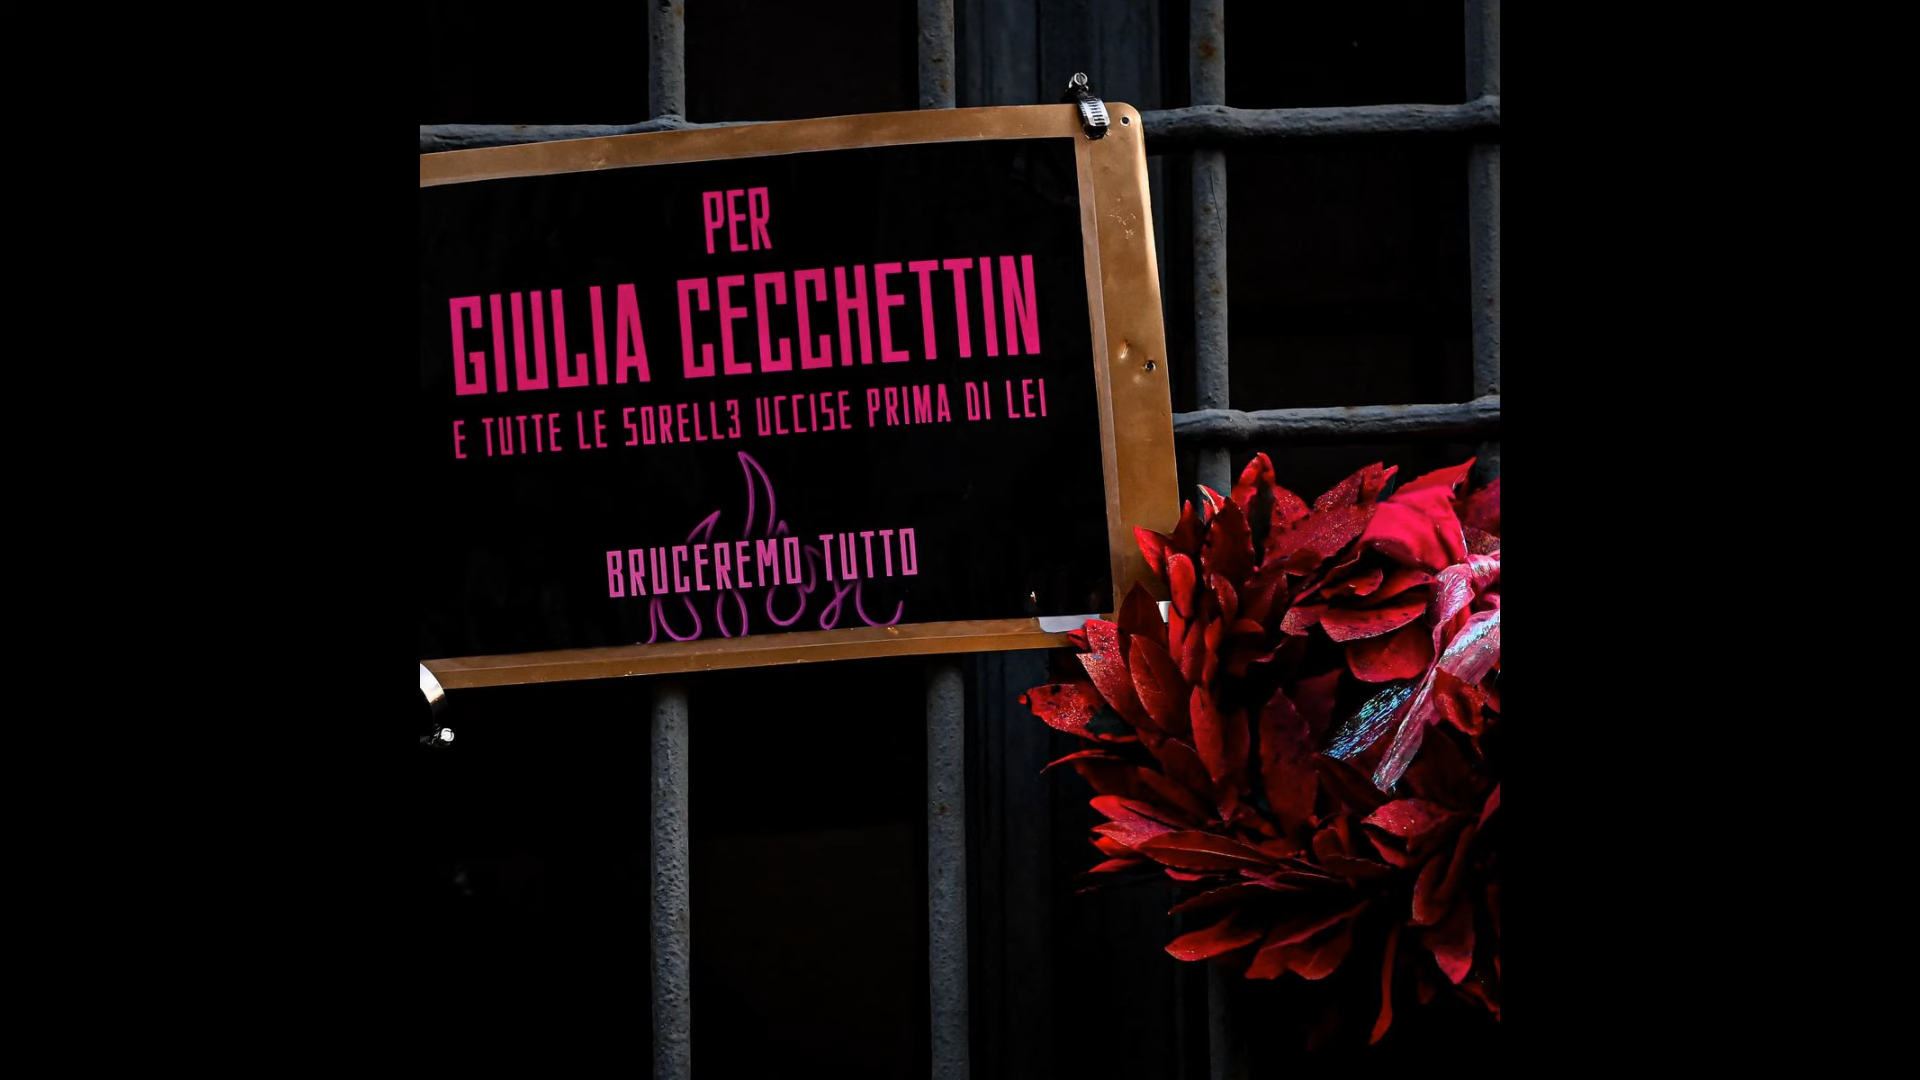 PER
GIULIA CECCHETTIN
E TUTTE LE SORELL3 UCCISE PRIMA DI LEI
BRUCEREMO TUTTO